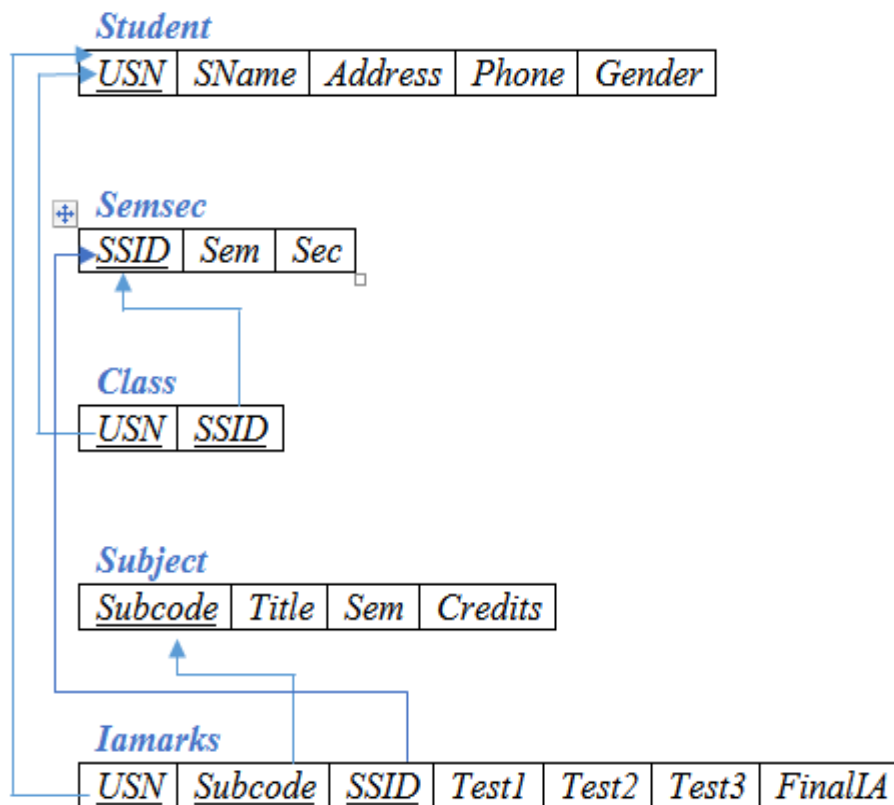 Student
USN SName Address Phone Gender
Semsec
SSID Sem Sec
Class
USN SSID
Subject
Subcode Title Sem Credits
Iamarks
USN Subcode SSID Test1 Test2 Test3 FinalIA